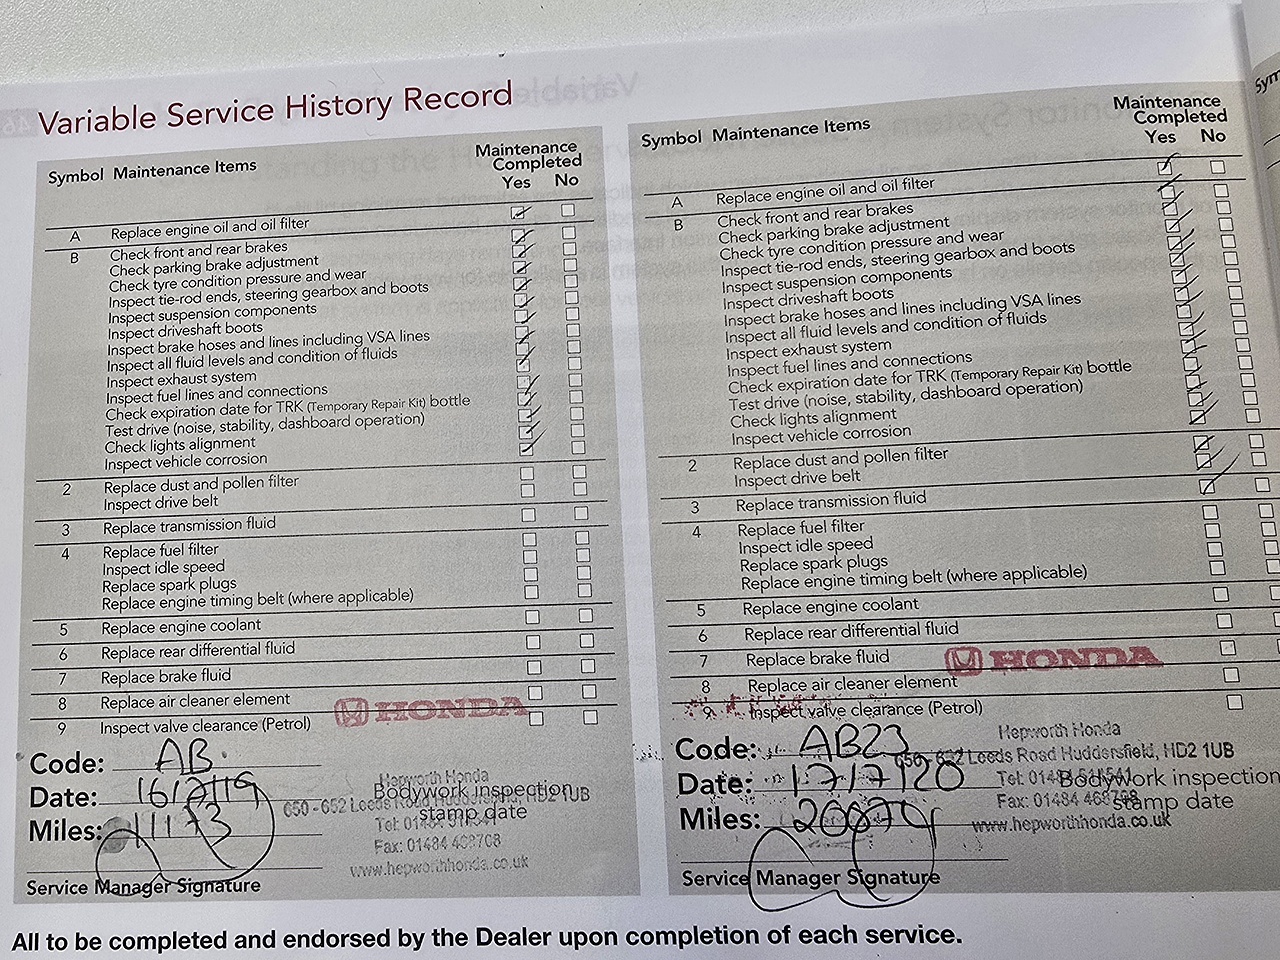 Variable Service History Record
Symbol Maintenance Items Maintenance Completed
Yes No
A Replace engine oil and oil filter
B Check front and rear brakes
Check parking brake adjustment
Check tyre condition pressure and wear
Inspect tie-rod ends, steering gearbox and boots
Inspect suspension components
Inspect driveshaft boots
Inspect brake hoses and lines including VSA lines
Inspect all fluid levels and condition of fluids
Inspect exhaust system
Inspect fuel lines and connections
Check expiration date for TRK (Temporary Repair Kit) bottle
Test drive (noise, stability, dashboard operation)
Check lights alignment
Inspect vehicle corrosion
2 Replace dust and pollen filter
Inspect drive belt
3 Replace transmission fluid
4 Replace fuel filter
Inspect idle speed
Replace spark plugs
Replace engine timing belt (where applicable)
5 Replace engine coolant
6 Replace rear differential fluid
7 Replace brake fluid
8 Replace air cleaner element
9 Inspect valve clearance (Petrol)
HONDA
Code: AB
Date: 16/7/19
Miles: 11173
Hepworth Honda
Bodywork inspection
650 - 652 Leeds Road Huddersfield, HD2 1UB
stamp date
Fax: 01484 468768
www.hepworthhonda.co.uk
Service Manager Signature
Symbol Maintenance Items Maintenance Completed
Yes No
A Replace engine oil and oil filter
B Check front and rear brakes
Check parking brake adjustment
Check tyre condition pressure and wear
Inspect tie-rod ends, steering gearbox and boots
Inspect suspension components
Inspect driveshaft boots
Inspect brake hoses and lines including VSA lines
Inspect all fluid levels and condition of fluids
Inspect exhaust system
Inspect fuel lines and connections
Check expiration date for TRK (Temporary Repair Kit) bottle
Test drive (noise, stability, dashboard operation)
Check lights alignment
Inspect vehicle corrosion
2 Replace dust and pollen filter
Inspect drive belt
3 Replace transmission fluid
4 Replace fuel filter
Inspect idle speed
Replace spark plugs
Replace engine timing belt (where applicable)
5 Replace engine coolant
6 Replace rear differential fluid
7 Replace brake fluid
8 Replace air cleaner element
9 Inspect valve clearance (Petrol)
HONDA
Code: AB23
Date: 17/7/20
Miles: 20879
Hepworth Honda
650 - 652 Leeds Road Huddersfield, HD2 1UB
Bodywork inspection
stamp date
www.hepworthhonda.co.uk
Service Manager Signature
All to be completed and endorsed by the Dealer upon completion of each service.